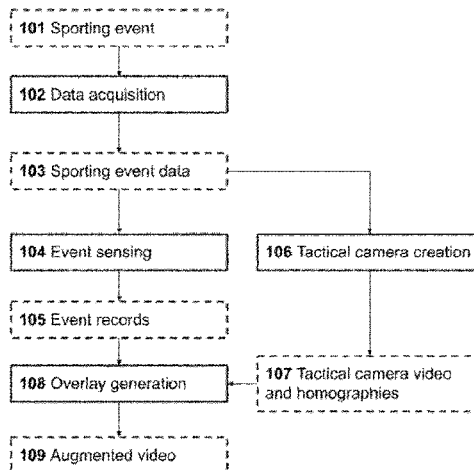 101 Sporting event
102 Data acquisition
103 Sporting event data
104 Event sensing
106 Tactical camera creation
105 Event records
108 Overlay generation
107 Tactical camera video
and homographies
109 Augmented video